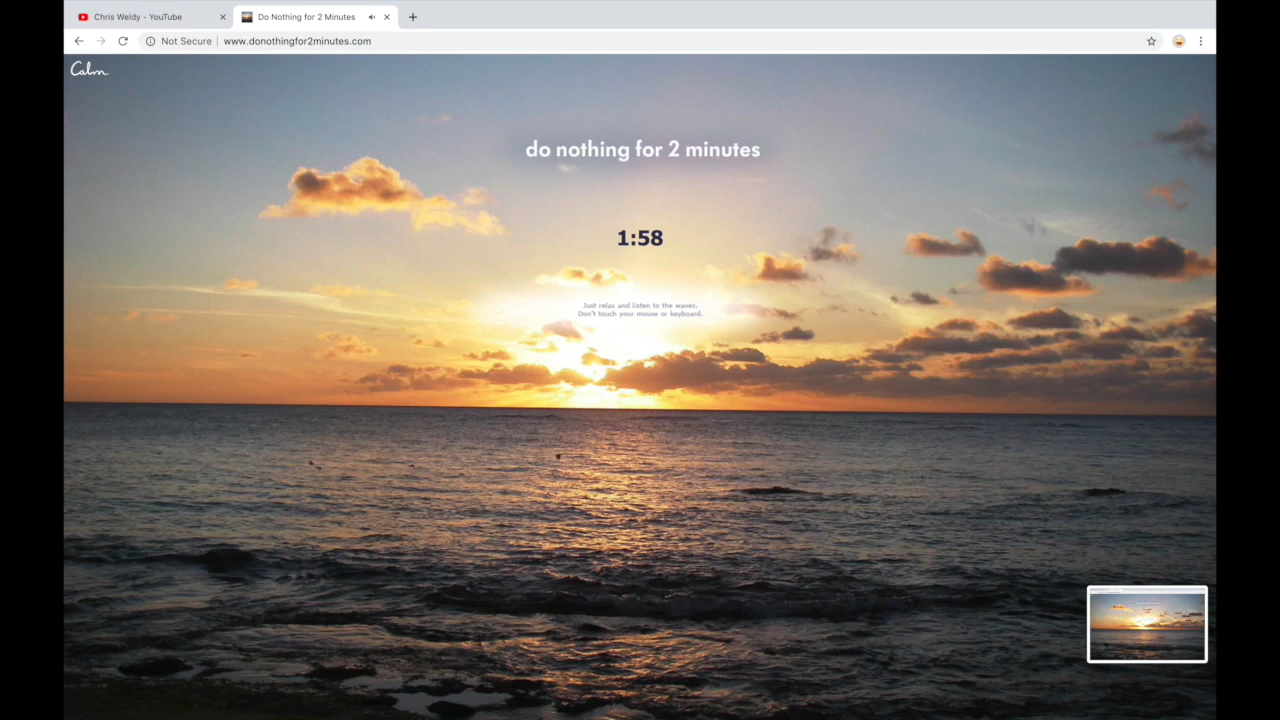 Chris Weldy - YouTube
Do Nothing for 2 Minutes
Not Secure
www.donothingfor2minutes.com
Calm
do nothing for 2 minutes
1:58
Just relax and listen to the waves.
Don't touch your mouse or keyboard.